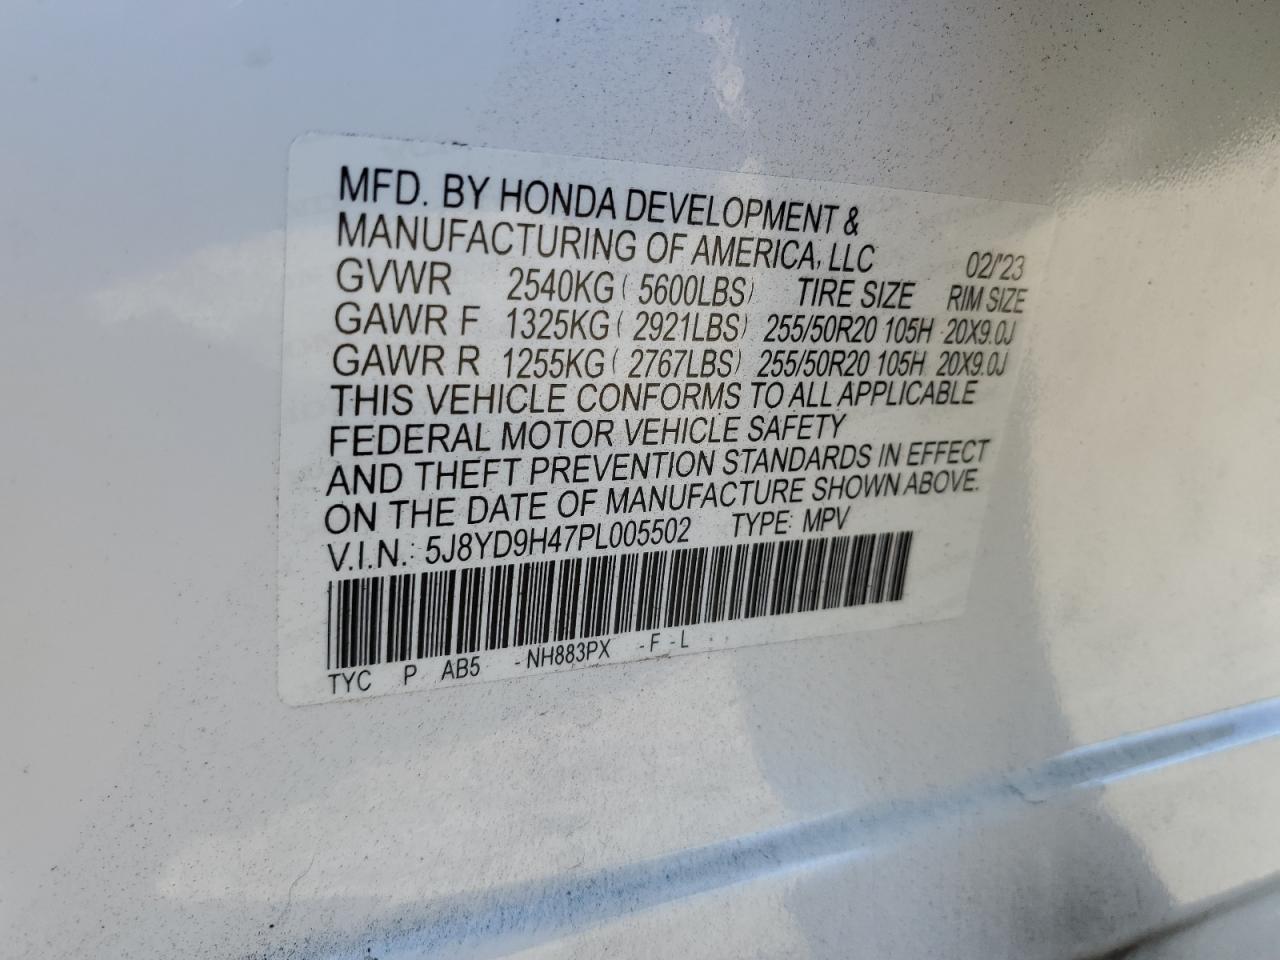 MFD. BY HONDA DEVELOPMENT &
MANUFACTURING OF AMERICA, LLC 02/'23
GVWR 2540KG ( 5600LBS) TIRE SIZE RIM SIZE
GAWR F 1325KG ( 2921LBS) 255/50R20 105H 20X9.0J
GAWR R 1255KG ( 2767LBS) 255/50R20 105H 20X9.0J
THIS VEHICLE CONFORMS TO ALL APPLICABLE
FEDERAL MOTOR VEHICLE SAFETY
AND THEFT PREVENTION STANDARDS IN EFFECT
ON THE DATE OF MANUFACTURE SHOWN ABOVE.
V.I.N.: 5J8YD9H47PL005502 TYPE: MPV
TYC P AB5 -NH883PX -F-L